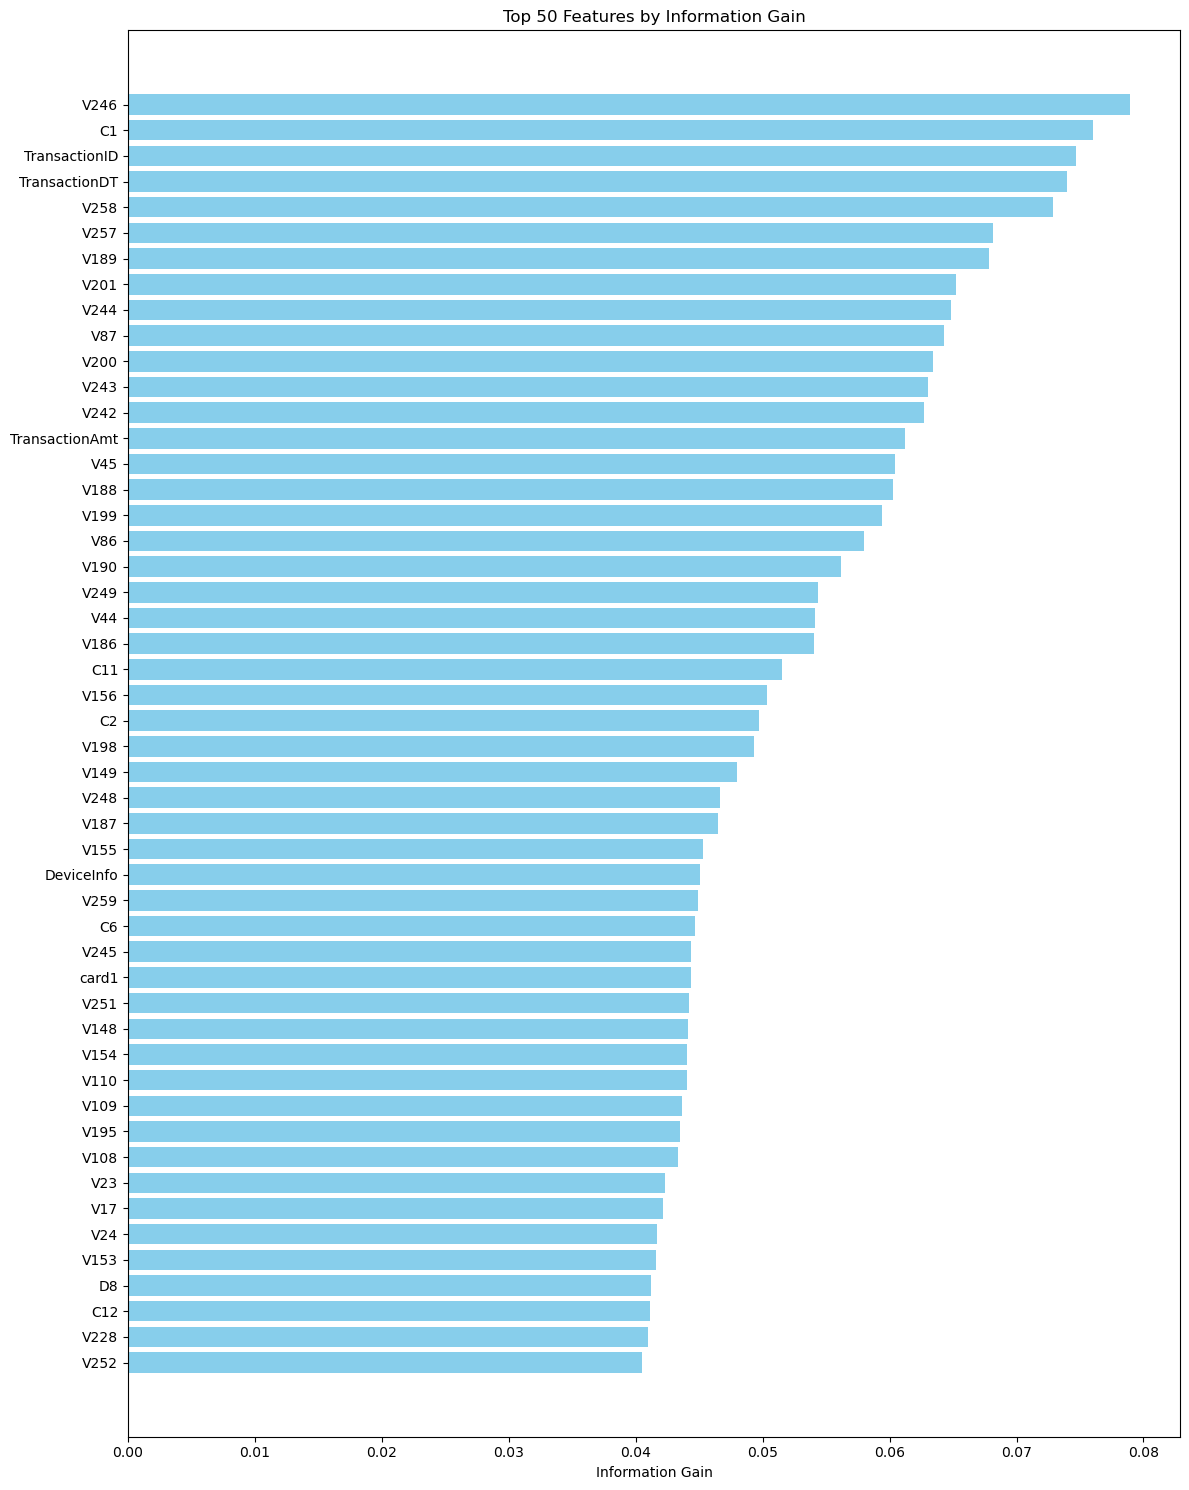 Top 50 Features by Information Gain
V246
C1
TransactionID
TransactionDT
V258
V257
V189
V201
V244
V87
V200
V243
V242
TransactionAmt
V45
V188
V199
V86
V190
V249
V44
V186
C11
V156
C2
V198
V149
V248
V187
V155
DeviceInfo
V259
C6
V245
card1
V251
V148
V154
V110
V109
V195
V108
V23
V17
V24
V153
D8
C12
V228
V252
0.00 0.01 0.02 0.03 0.04 0.05 0.06 0.07 0.08
Information Gain